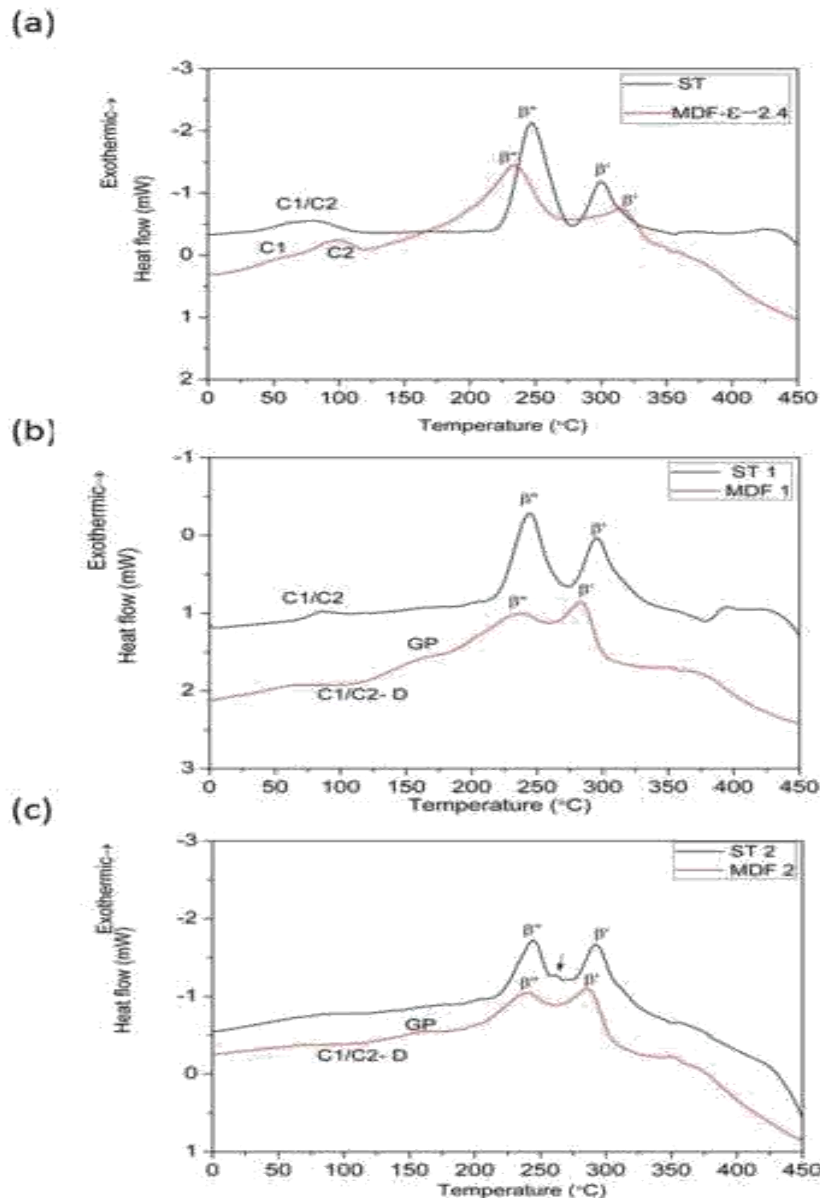 (a)
-3
-2
-1
0
1
2
Exothermic→
Heat flow (mW)
ST
MDF-ε-2.4
β"
β"
β'
β'
C1/C2
C1
C2
0 50 100 150 200 250 300 350 400 450
Temperature (°C)
(b)
-1
0
1
2
3
Exothermic→
Heat flow (mW)
ST 1
MDF 1
β"
β'
C1/C2
β"
β'
GP
C1/C2- D
0 50 100 150 200 250 300 350 400 450
Temperature (°C)
(c)
-3
-2
-1
0
1
Exothermic→
Heat flow (mW)
ST 2
MDF 2
β"
β'
β"
β'
GP
C1/C2- D
0 50 100 150 200 250 300 350 400 450
Temperature (°C)